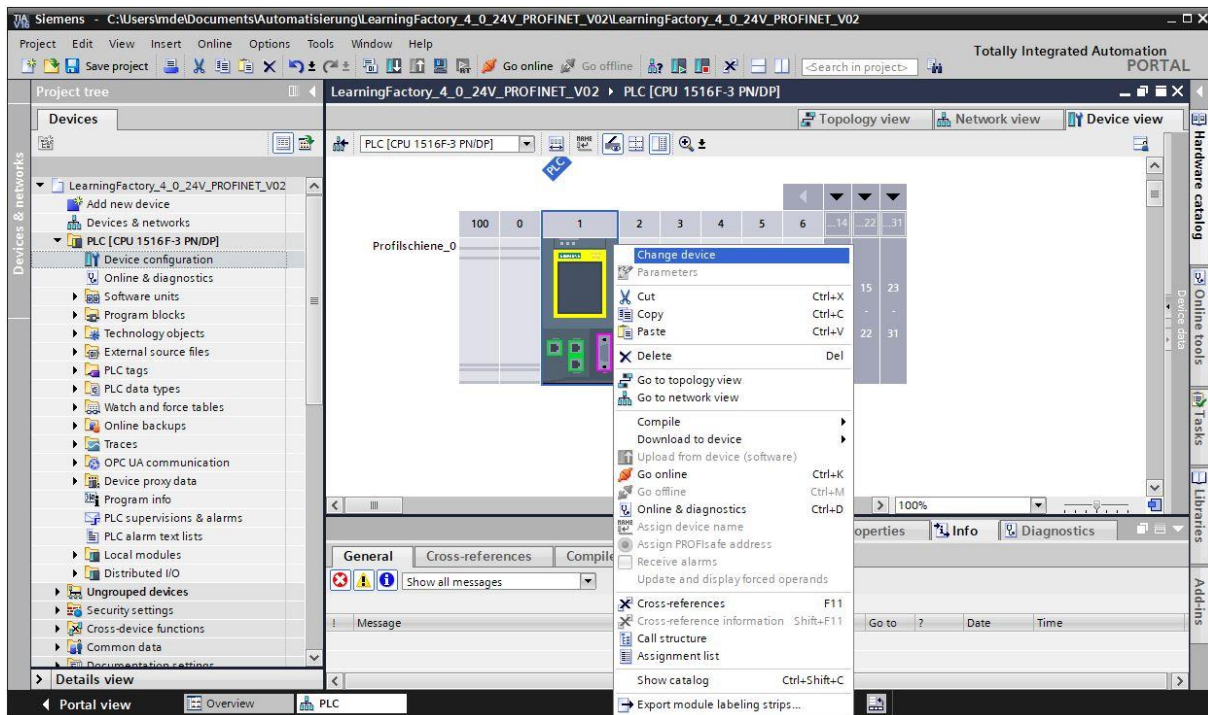 Siemens - C:\Users\mde\Documents\Automatisierung\LearningFactory_4_0_24V_PROFINET_V02\LearningFactory_4_0_24V_PROFINET_V02
Project Edit View Insert Online Options Tools Window Help
Totally Integrated Automation
PORTAL
Save project
Go online
Go offline
<Search in project>
Project tree
LearningFactory_4_0_24V_PROFINET_V02 PLC [CPU 1516F-3 PN/DP]
Devices
Topology view
Network view
Device view
PLC [CPU 1516F-3 PN/DP]
Devices & networks
LearningFactory_4_0_24V_PROFINET_V02
Add new device
Devices & networks
PLC [CPU 1516F-3 PN/DP]
Device configuration
Online & diagnostics
Software units
Program blocks
Technology objects
External source files
PLC tags
PLC data types
Watch and force tables
Online backups
Traces
OPC UA communication
Device proxy data
Program info
PLC supervisions & alarms
PLC alarm text lists
Local modules
Distributed I/O
Ungrouped devices
Security settings
Cross-device functions
Common data
Documentation settings
Details view
PLC
100 0 1 2 3 4 5 6 ...14 ...22 ...31
Profilschiene_0
SIEMENS
15 23
- -
22 31
Change device
Parameters
Cut Ctrl+X
Copy Ctrl+C
Paste Ctrl+V
Delete Del
Go to topology view
Go to network view
Compile
Download to device
Upload from device (software)
Go online Ctrl+K
Go offline Ctrl+M
Online & diagnostics Ctrl+D
Assign device name
Assign PROFIsafe address
Receive alarms
Update and display forced operands
Cross-references F11
Cross-reference information Shift+F11
Call structure
Assignment list
Show catalog Ctrl+Shift+C
Export module labeling strips...
100%
operties
Info
Diagnostics
General
Cross-references
Compile
Show all messages
! Message
Go to ? Date Time
Device data
Hardware catalog
Online tools
Tasks
Libraries
Add-ins
Portal view
Overview
PLC